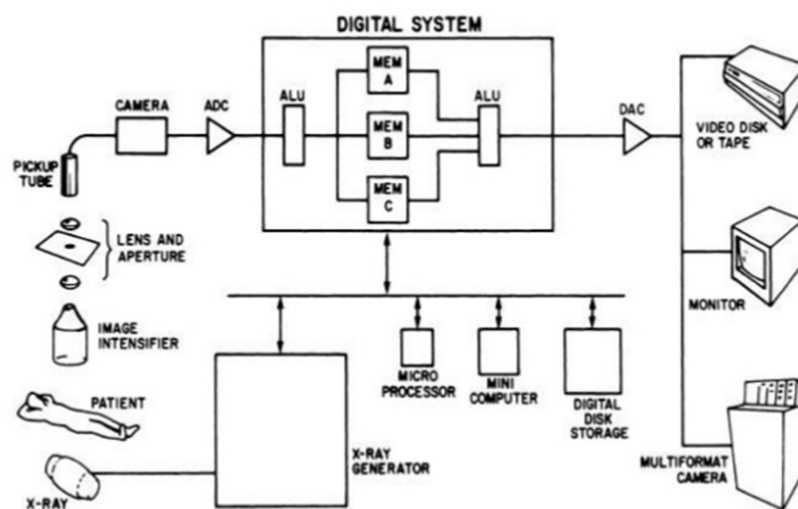 DIGITAL SYSTEM
MEM
A
CAMERA
ADC
ALU
ALU
DAC
MEM
B
VIDEO DISK
OR TAPE
PICKUP
TUBE
MEM
C
LENS AND
APERTURE
MONITOR
IMAGE
INTENSIFIER
MICRO
PROCESSOR
MINI
COMPUTER
DIGITAL
DISK
STORAGE
PATIENT
X-RAY
GENERATOR
MULTIFORMAT
CAMERA
X-RAY